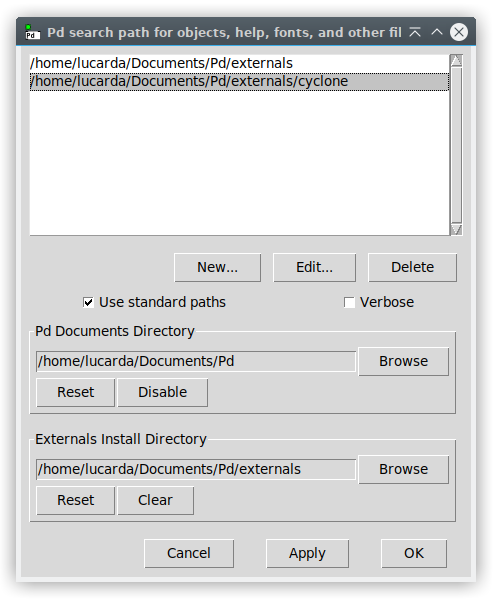 Pd
Pd search path for objects, help, fonts, and other fil
/home/lucarda/Documents/Pd/externals
/home/lucarda/Documents/Pd/externals/cyclone
New... Edit... Delete
Use standard paths Verbose
Pd Documents Directory
/home/lucarda/Documents/Pd Browse
Reset Disable
Externals Install Directory
/home/lucarda/Documents/Pd/externals Browse
Reset Clear
Cancel Apply OK